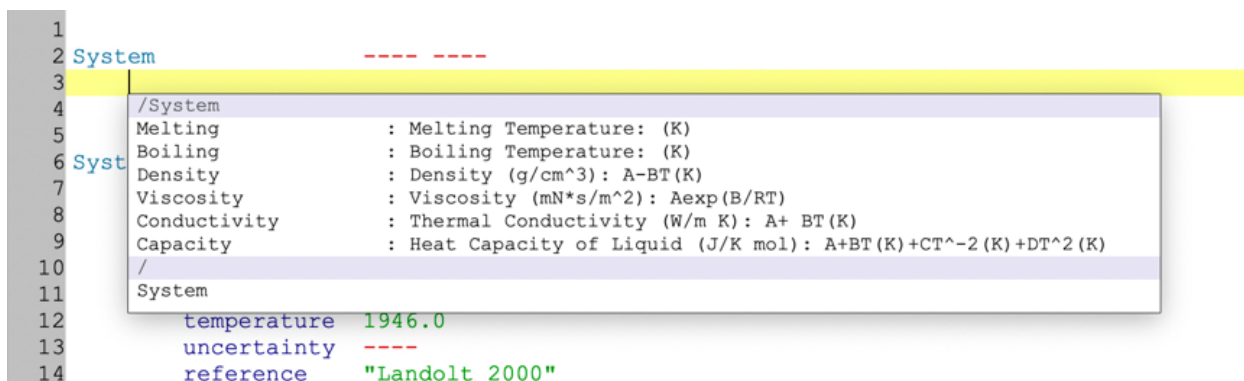 1
2 System ---- ----
3
4 /System
5 Melting : Melting Temperature: (K)
Boiling : Boiling Temperature: (K)
6 Syst Density : Density (g/cm^3): A-BT(K)
7 Viscosity : Viscosity (mN*s/m^2): Aexp(B/RT)
8 Conductivity : Thermal Conductivity (W/m K): A+ BT(K)
9 Capacity : Heat Capacity of Liquid (J/K mol): A+BT(K)+CT^-2(K)+DT^2(K)
10 /
11 System
12 temperature 1946.0
13 uncertainty ----
14 reference "Landolt 2000"